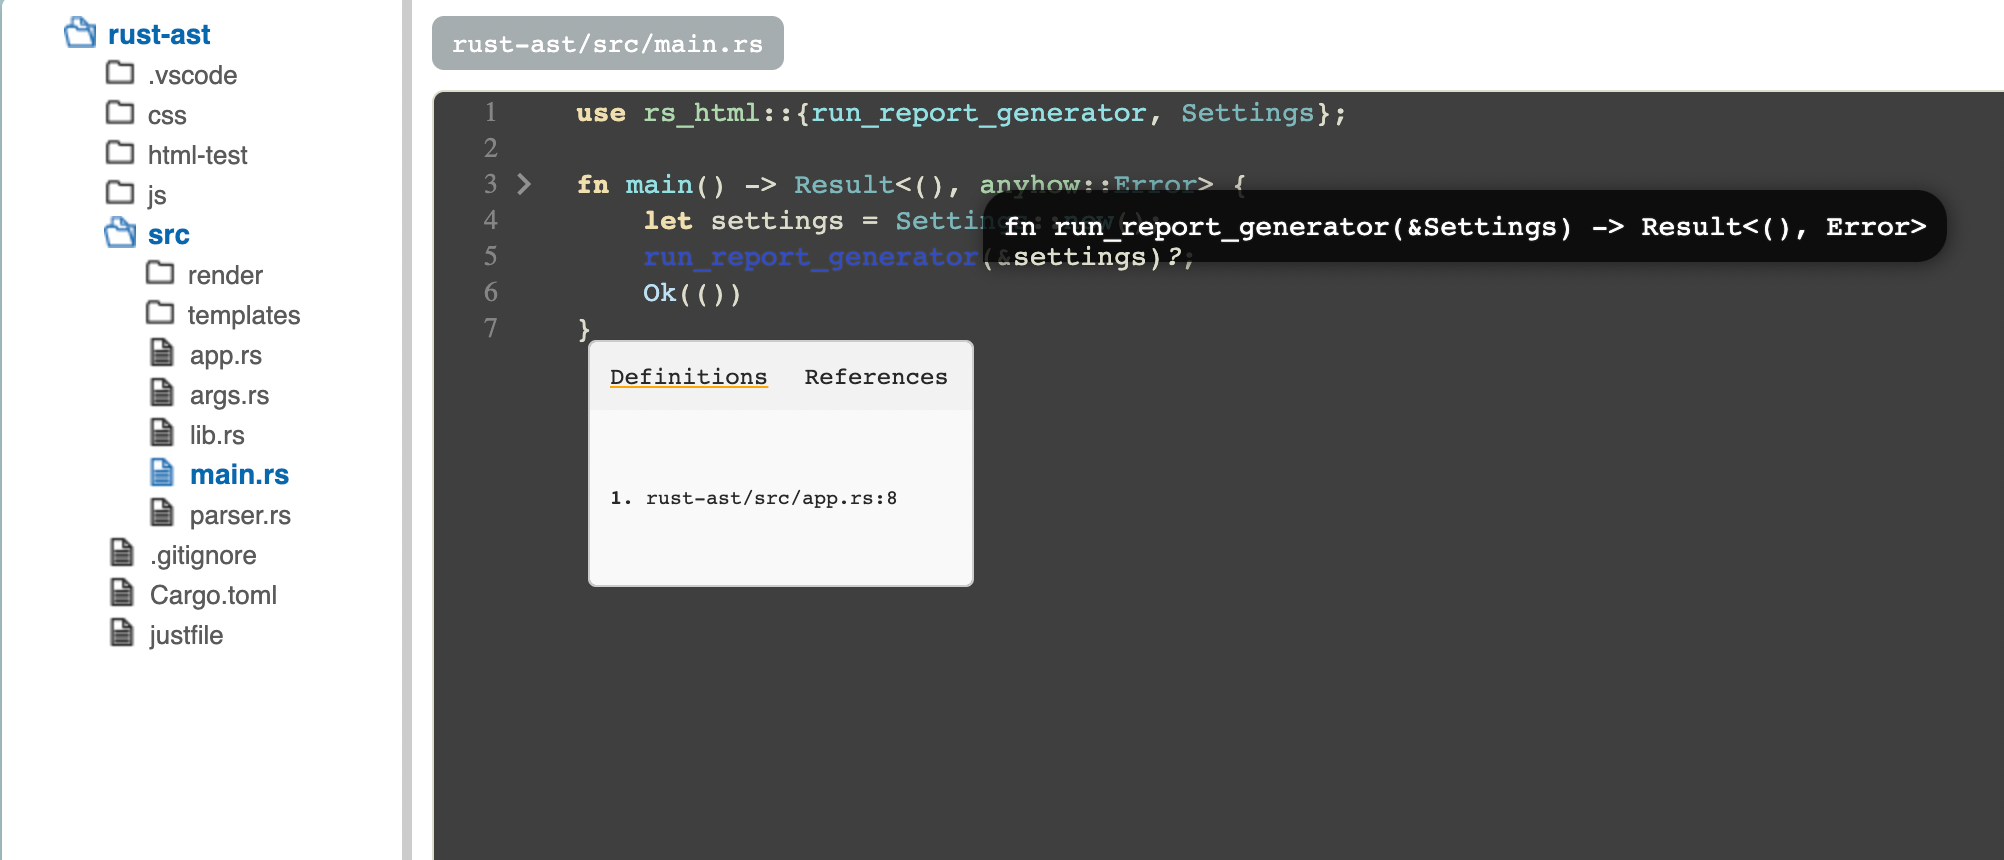 rust-ast
.vscode
css
html-test
js
src
render
templates
app.rs
args.rs
lib.rs
main.rs
parser.rs
.gitignore
Cargo.toml
justfile
rust-ast/src/main.rs
1 use rs_html::{run_report_generator, Settings};
2
3 fn main() -> Result<(), anyhow::Error> {
4 let settings = Settings::new();
fn run_report_generator(&Settings) -> Result<(), Error>
5 run_report_generator(&settings)?;
6 Ok(())
7 }
Definitions References
1. rust-ast/src/app.rs:8